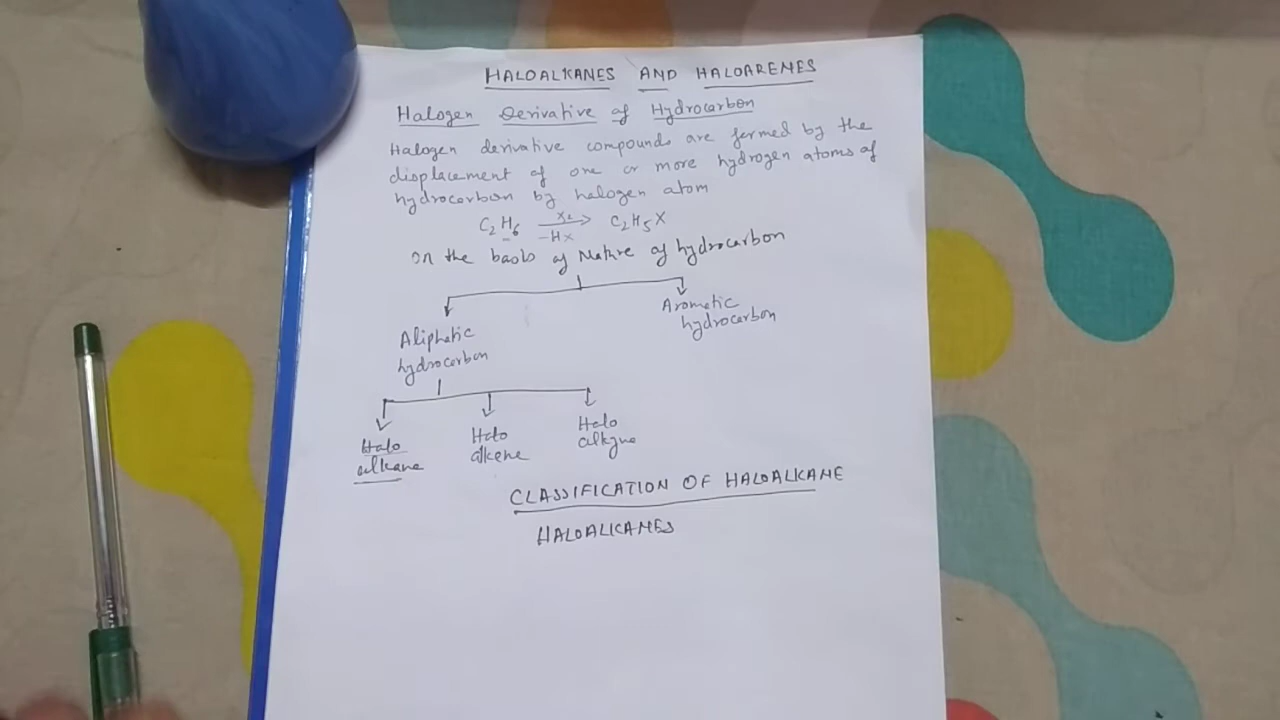 HALOALKANES AND HALOARENES
Halogen Derivative of Hydrocarbon
Halogen derivative compounds are formed by the
displacement of one or more hydrogen atoms of
hydrocarbon by halogen atom
C₂H₆ X₂ → -HX C₂H₅X
on the basis of Nature of hydrocarbon
Aliphatic
hydrocarbon
Aromatic
hydrocarbon
Halo
alkane
Halo
alkene
Halo
alkyne
CLASSIFICATION OF HALOALKANE
HALOALKANES